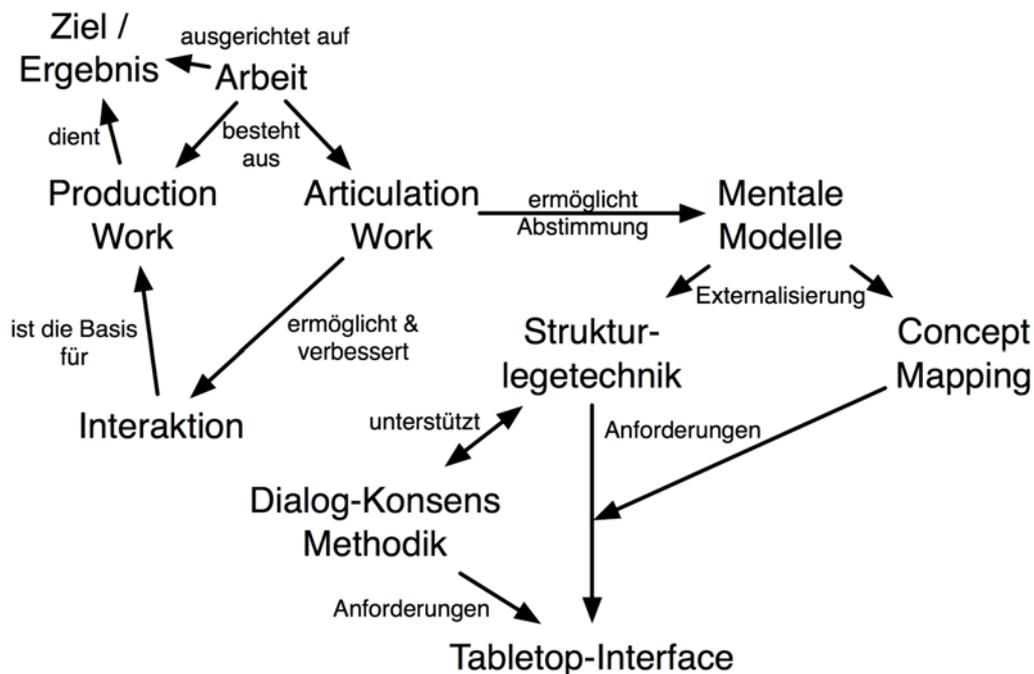 Ziel /
Ergebnis
ausgerichtet auf
Arbeit
dient
besteht
aus
Production
Work
Articulation
Work
ermöglicht
Abstimmung
Mentale
Modelle
Externalisierung
ist die Basis
für
ermöglicht &
verbessert
Struktur-
legetechnik
Concept
Mapping
Interaktion
unterstützt
Anforderungen
Dialog-Konsens
Methodik
Anforderungen
Tabletop-Interface